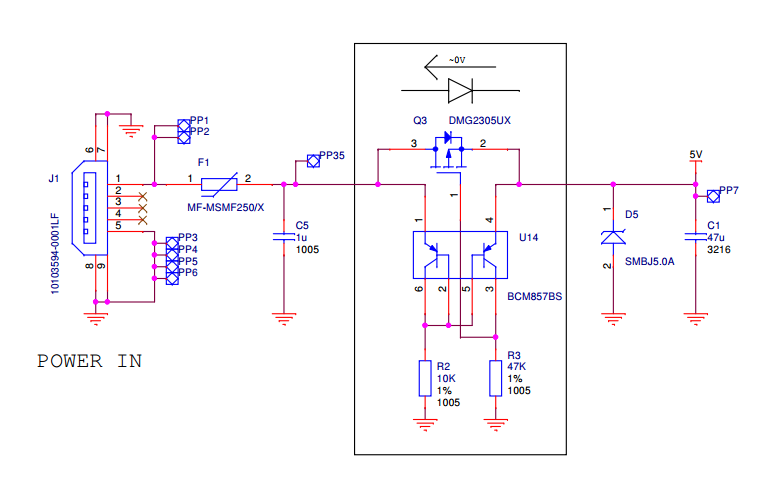 ~0V
Q3 DMG2305UX
PP1
PP2
3 2
6 7
F1
PP35
5V
J1
1 1 2
PP7
MF-MSMF250/X
2
3
4
5
1
1
4
1
C5
1u
1005
U14
D5
C1
47u
3216
PP3
PP4
PP5
PP6
10103594-0001LF
8 9
6 2 5 3
2
SMBJ5.0A
BCM857BS
POWER IN
R2
10K
1%
1005
R3
47K
1%
1005